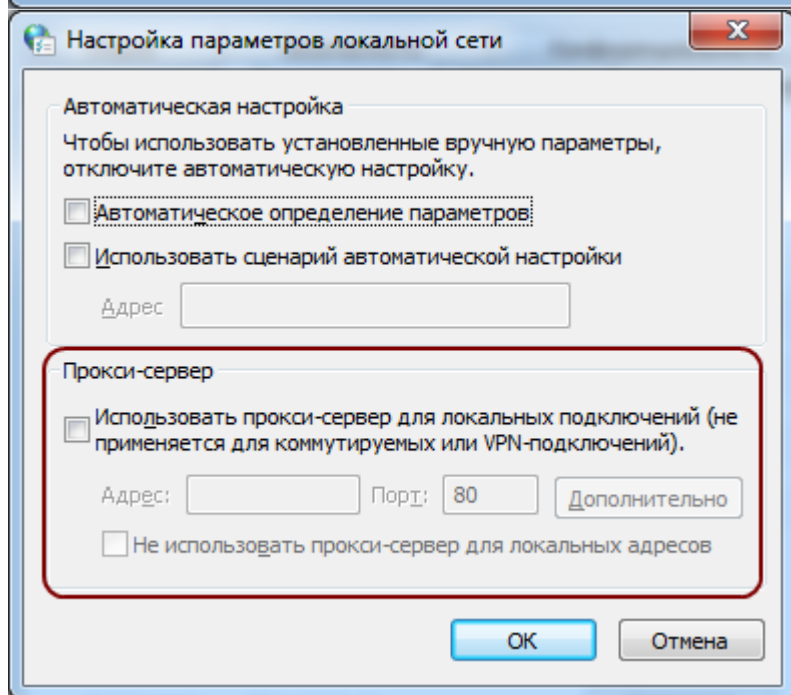 Настройка параметров локальной сети
Автоматическая настройка
Чтобы использовать установленные вручную параметры,
отключите автоматическую настройку.
Автоматическое определение параметров
Использовать сценарий автоматической настройки
Адрес
Прокси-сервер
Использовать прокси-сервер для локальных подключений (не
применяется для коммутируемых или VPN-подключений).
Адрес: Порт: 80 Дополнительно
Не использовать прокси-сервер для локальных адресов
ОК Отмена